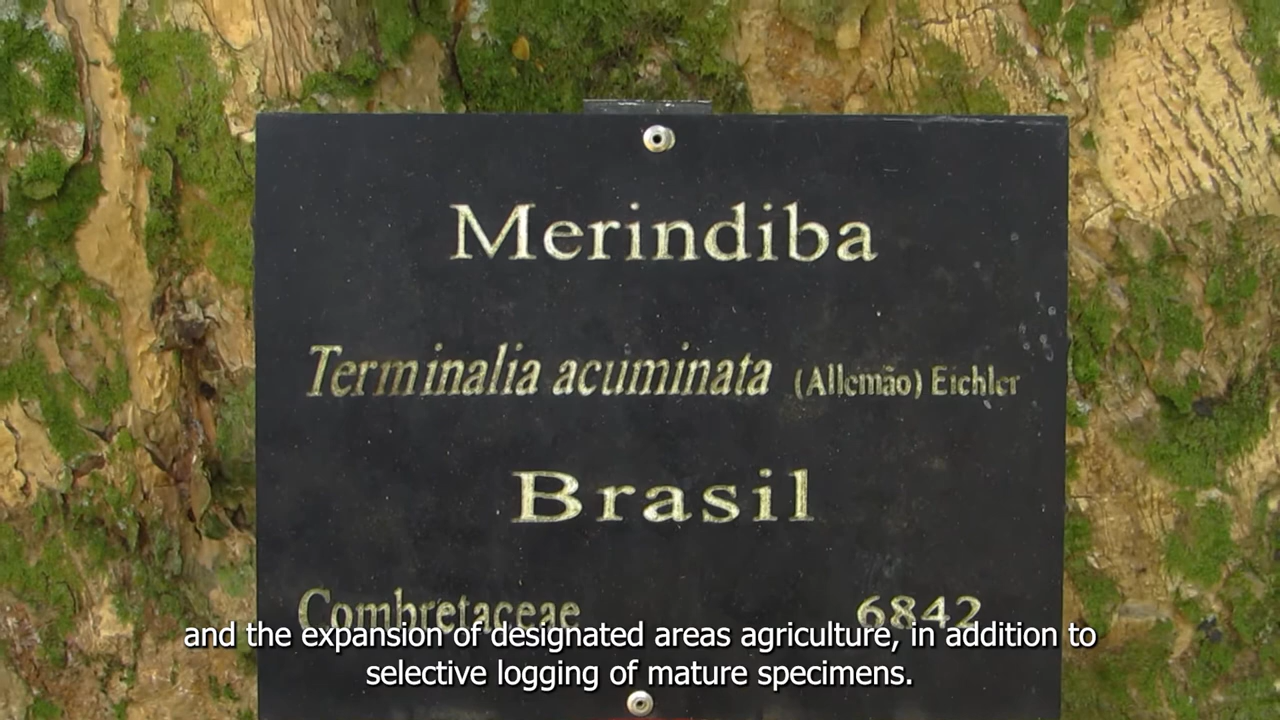 Merindiba
Terminalia acuminata (Allemão) Eichler
Brasil
Combretaceae 6842
and the expansion of designated areas agriculture, in addition to
selective logging of mature specimens.